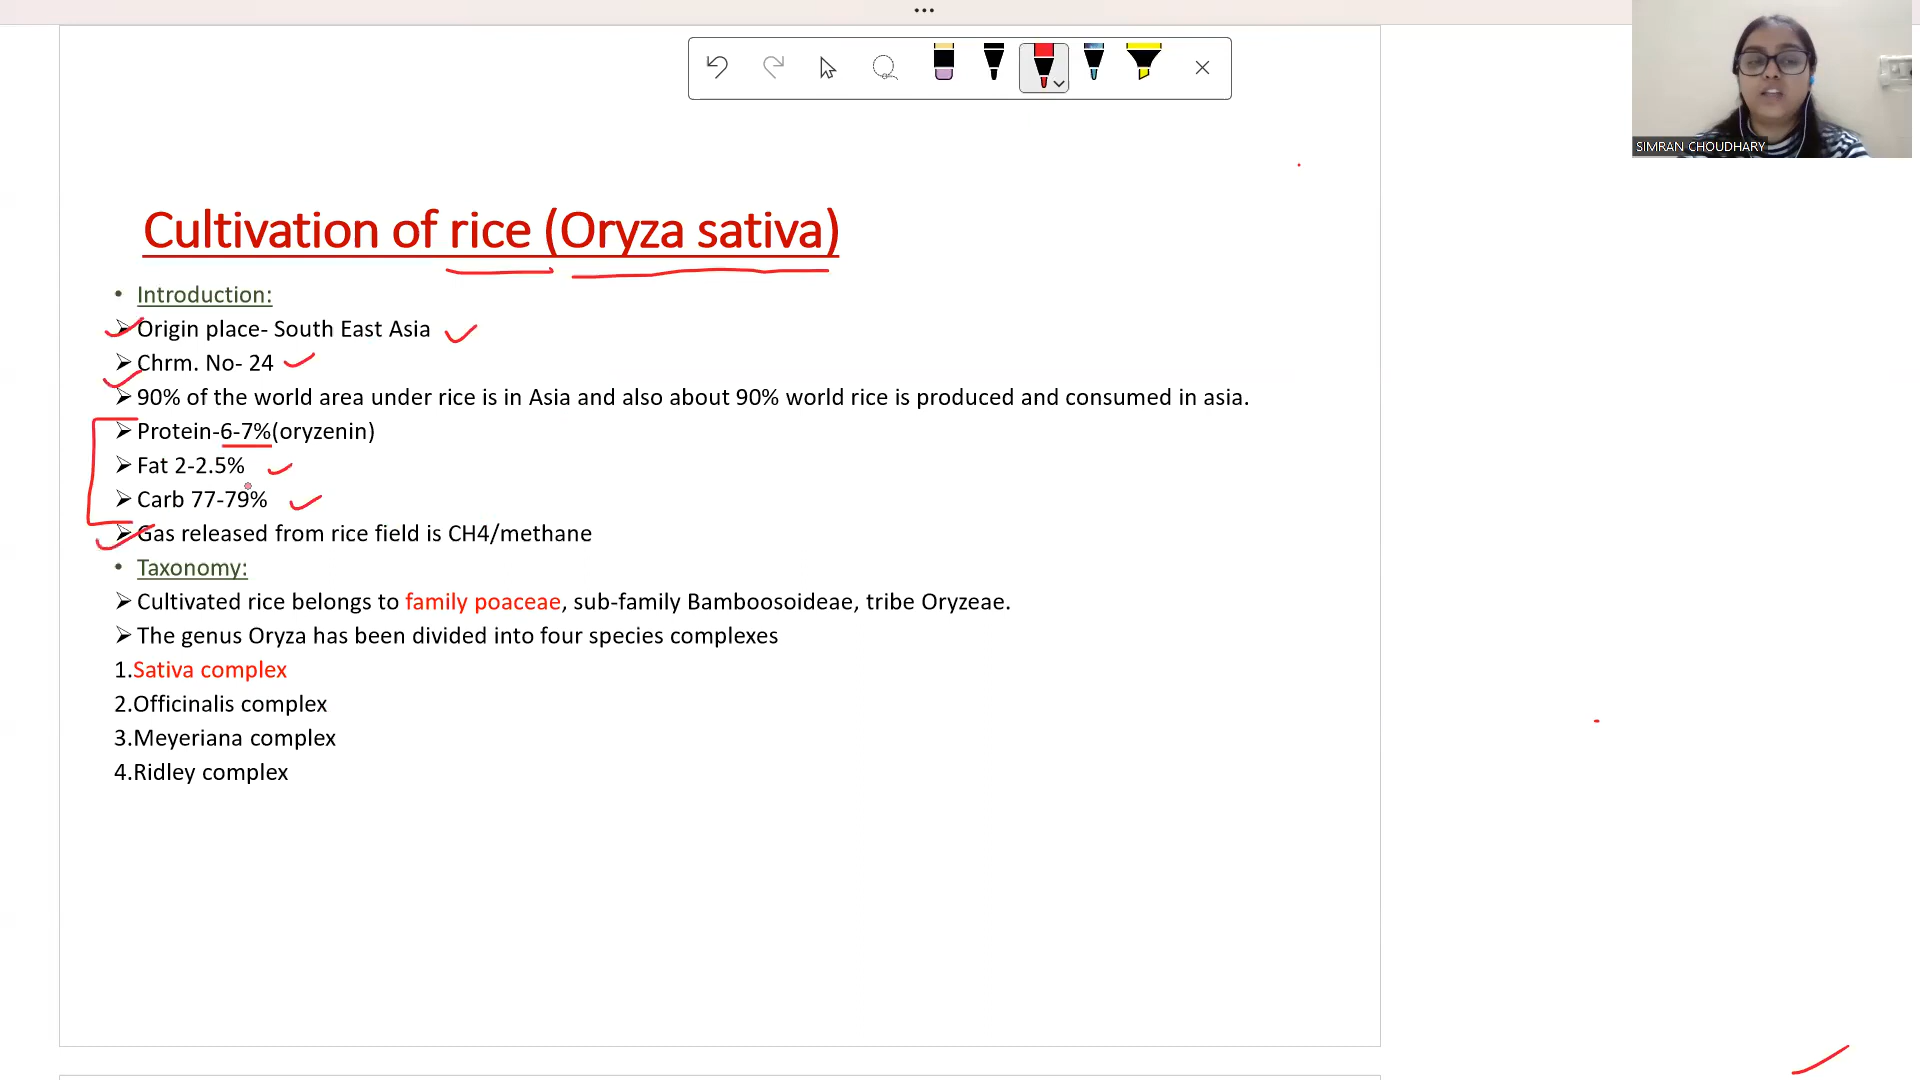 SIMRAN CHOUDHARY
Cultivation of rice (Oryza sativa)
• Introduction:
➢ Origin place- South East Asia
➢ Chrm. No- 24
➢ 90% of the world area under rice is in Asia and also about 90% world rice is produced and consumed in asia.
➢ Protein-6-7%(oryzenin)
➢ Fat 2-2.5%
➢ Carb 77-79%
➢ Gas released from rice field is CH4/methane
• Taxonomy:
➢ Cultivated rice belongs to family poaceae, sub-family Bamboosoideae, tribe Oryzeae.
➢ The genus Oryza has been divided into four species complexes
1.Sativa complex
2.Officinalis complex
3.Meyeriana complex
4.Ridley complex